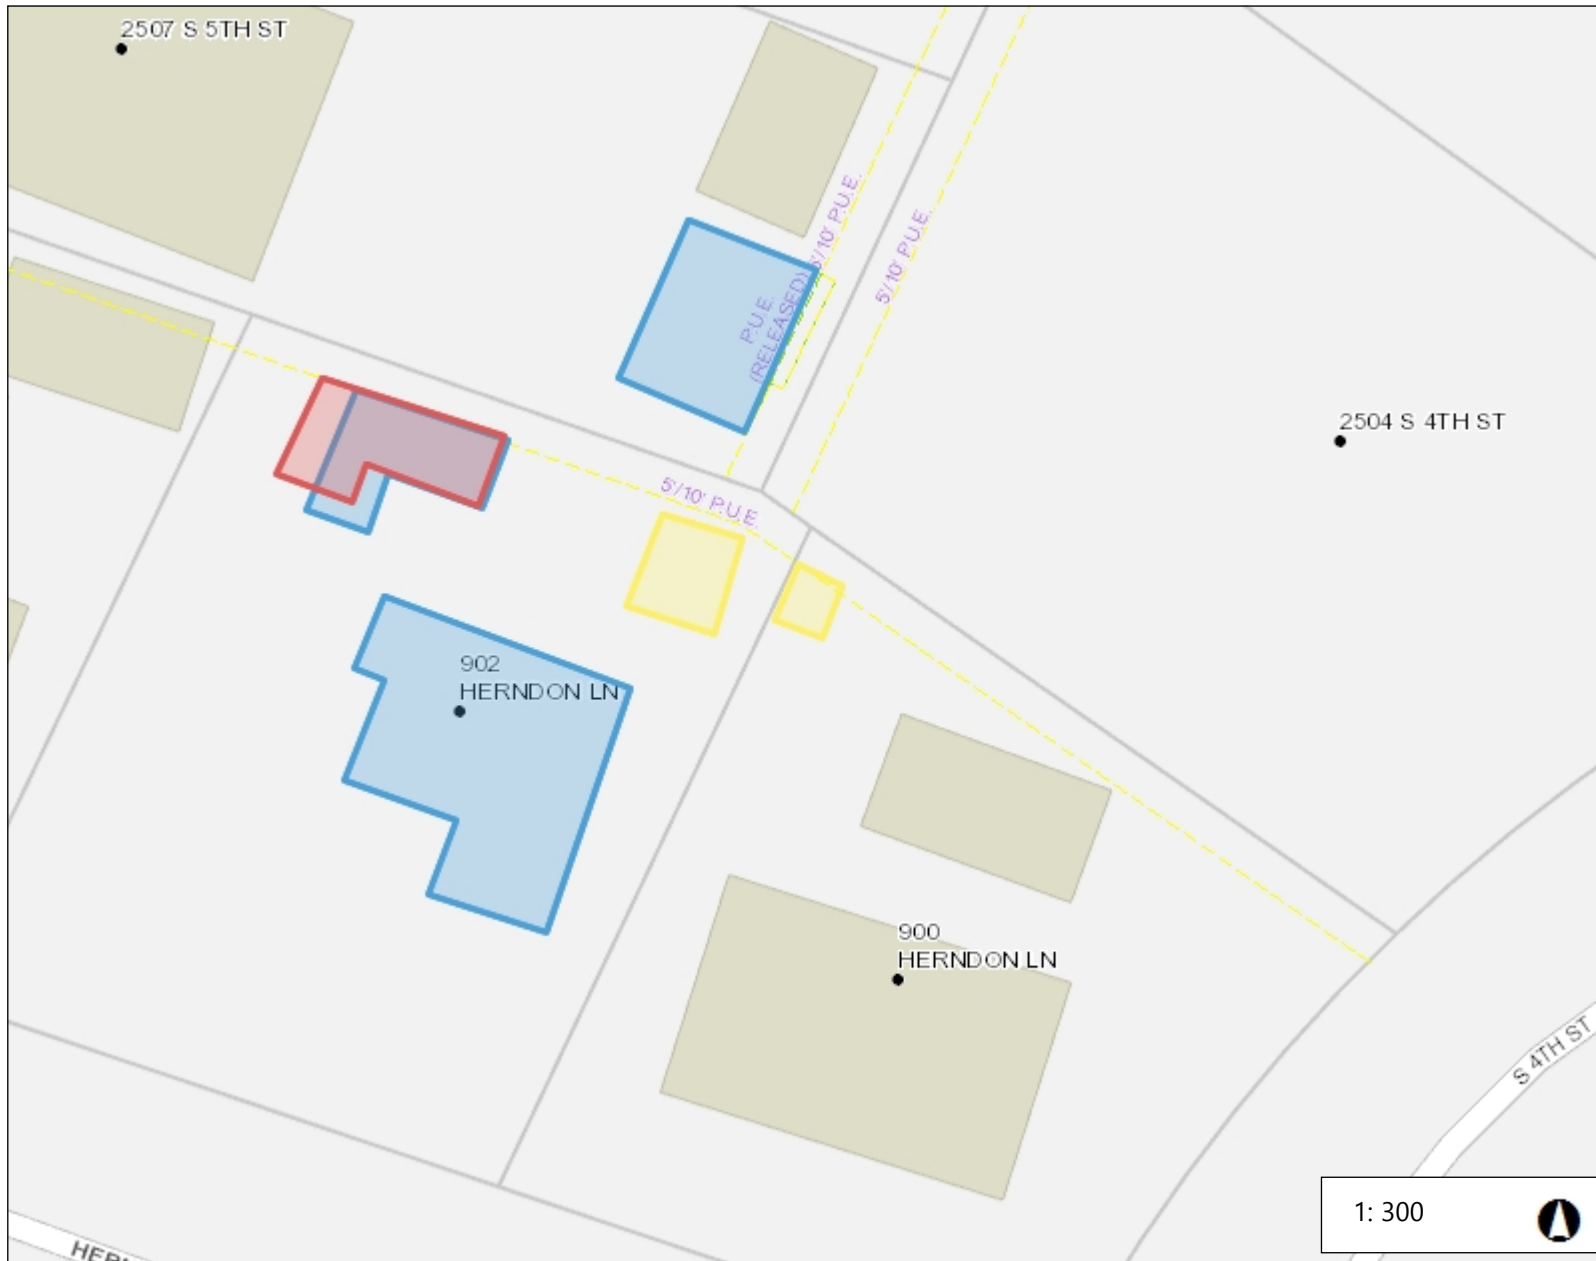 2507 S 5TH ST
5'/10' P.U.E.
5'/10' P.U.E.
P.U.E.
(RELEASED)
2504 S 4TH ST
5'/10' P.U.E.
902
HERNDON LN
900
HERNDON LN
S 4TH ST
1: 300